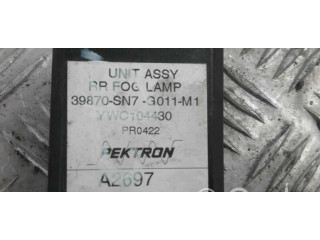 UNIT ASSY
RR FOG LAMP
39870-SN7-G011-M1
YWC104430
PR0422
PEKTRON
A2697